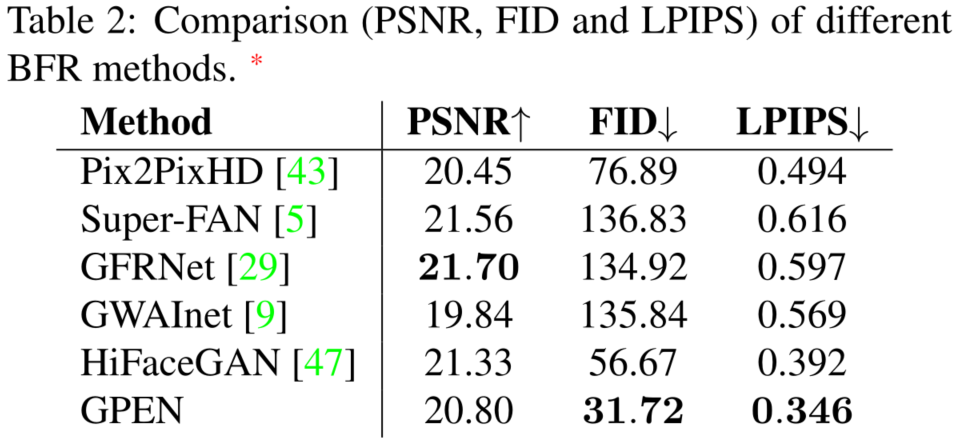 Table 2: Comparison (PSNR, FID and LPIPS) of different
BFR methods. *
Method PSNR↑ FID↓ LPIPS↓
Pix2PixHD [43] 20.45 76.89 0.494
Super-FAN [5] 21.56 136.83 0.616
GFRNet [29] 21.70 134.92 0.597
GWAInet [9] 19.84 135.84 0.569
HiFaceGAN [47] 21.33 56.67 0.392
GPEN 20.80 31.72 0.346